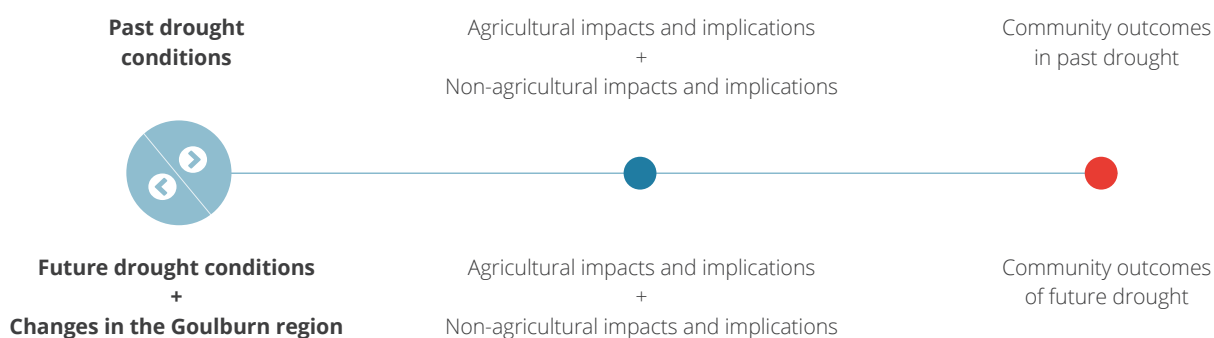 Past drought
conditions
Agricultural impacts and implications
+
Non-agricultural impacts and implications
Community outcomes
in past drought
Future drought conditions
+
Changes in the Goulburn region
Agricultural impacts and implications
+
Non-agricultural impacts and implications
Community outcomes
of future drought